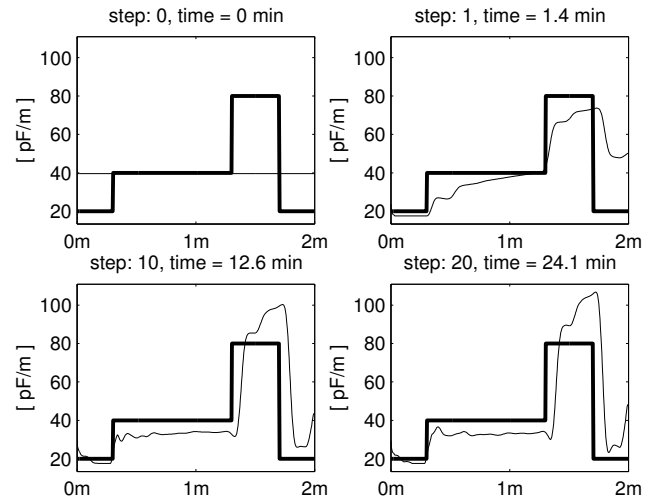 step: 0, time = 0 min
step: 1, time = 1.4 min
100
80
60
40
20
[ pF/m ]
0m
1m
2m
100
80
60
40
20
[ pF/m ]
0m
1m
2m
step: 10, time = 12.6 min
step: 20, time = 24.1 min
100
80
60
40
20
[ pF/m ]
0m
1m
2m
100
80
60
40
20
[ pF/m ]
0m
1m
2m